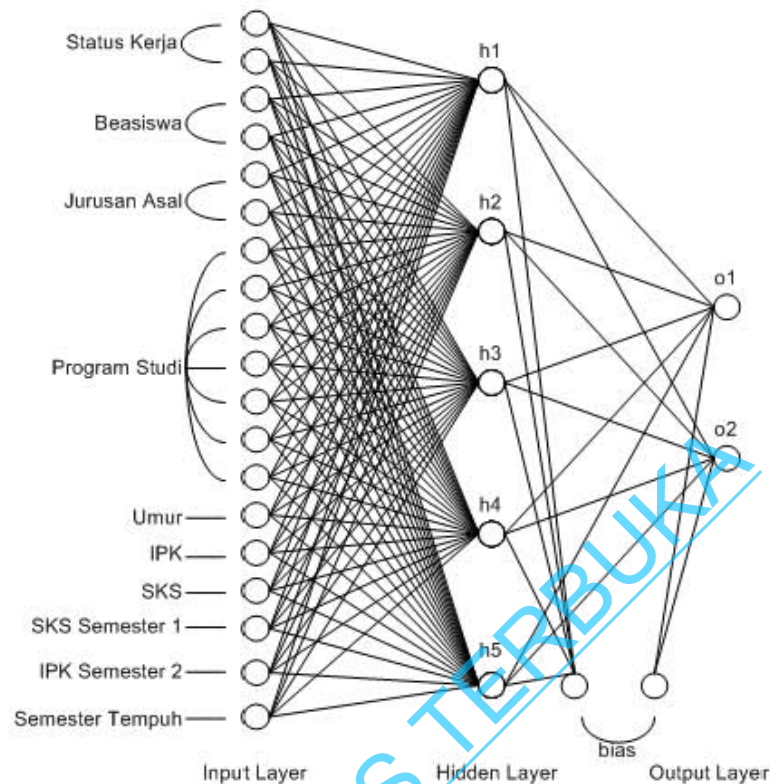 Status Kerja
Beasiswa
Jurusan Asal
Program Studi
Umur
IPK
SKS
SKS Semester 1
IPK Semester 2
Semester Tempuh
h1
h2
h3
h4
h5
o1
o2
bias
Input Layer
Hidden Layer
Output Layer
S TERBUKA